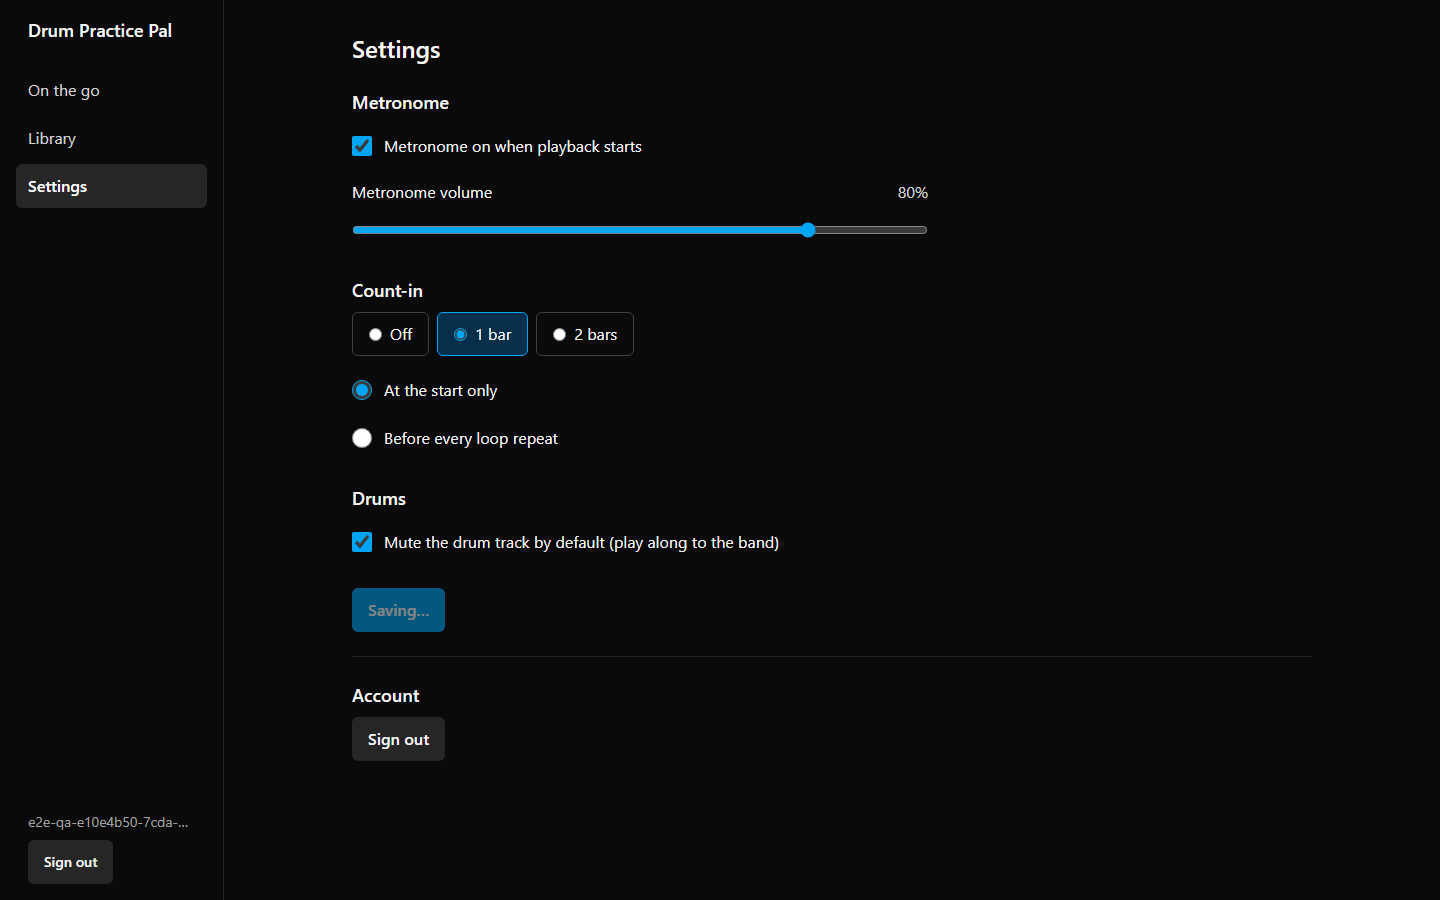 Drum Practice Pal
On the go
Library
Settings
e2e-qa-e10e4b50-7cda-...
Sign out
Settings
Metronome
Metronome on when playback starts
Metronome volume 80%
Count-in
Off 1 bar 2 bars
At the start only
Before every loop repeat
Drums
Mute the drum track by default (play along to the band)
Saving...
Account
Sign out